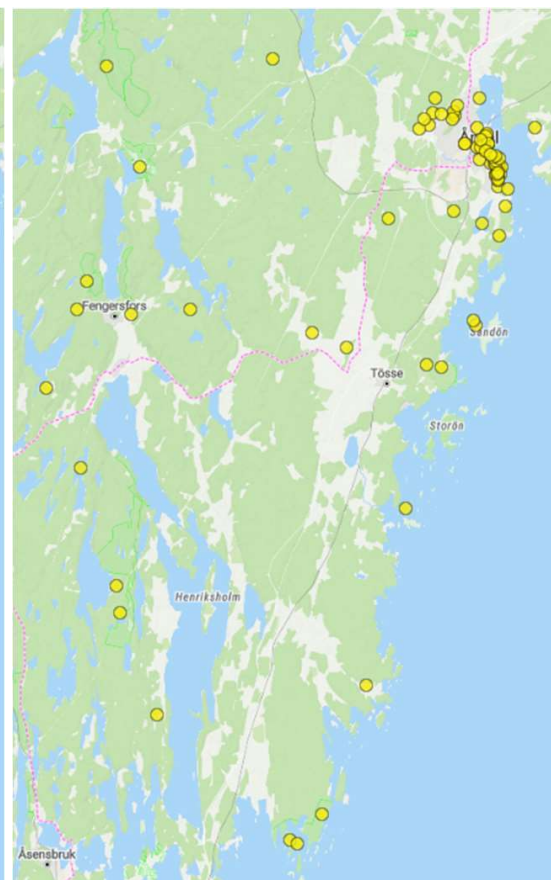 Fengersfors
Sandön
Tösse
Storön
Henriksholm
Åsensbruk